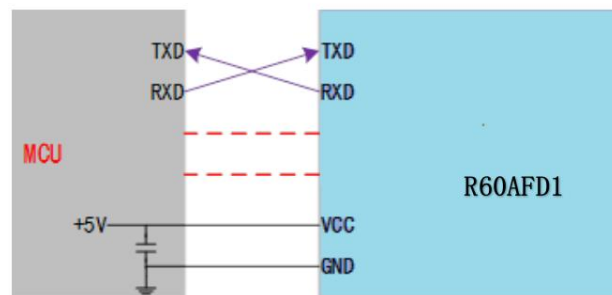 TXD TXD
RXD RXD
MCU
R60AFD1
+5V VCC
GND